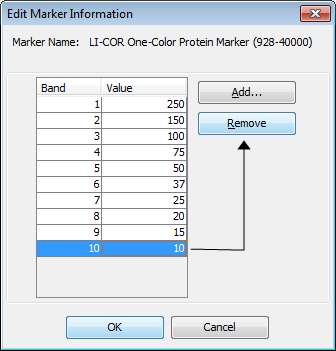 Edit Marker Information
Marker Name: LI-COR One-Color Protein Marker (928-40000)
Band Value
1 250
2 150
3 100
4 75
5 50
6 37
7 25
8 20
9 15
10 10
Add...
Remove
OK Cancel